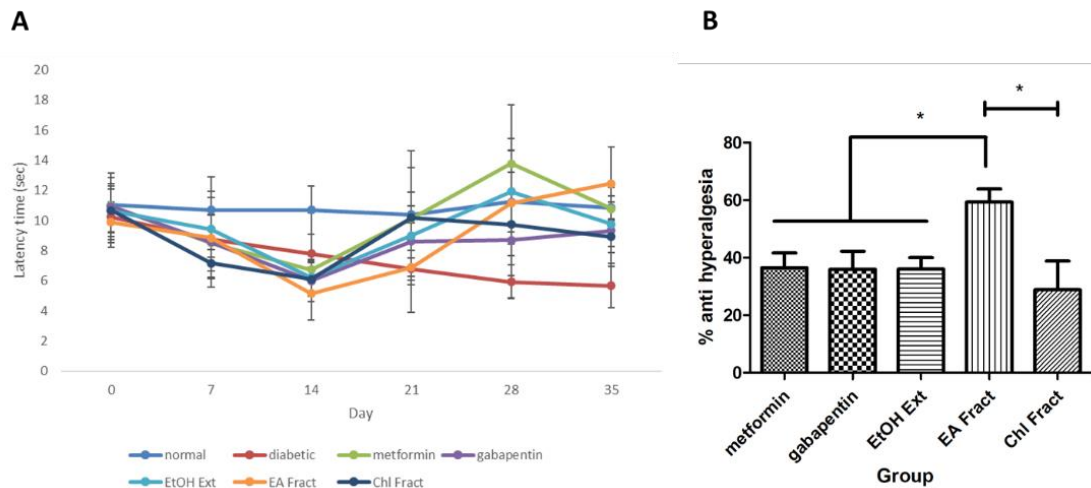 A
20
18
16
14
12
10
8
6
4
2
0
Latency time (sec)
0 7 14 21 28 35
Day
normal diabetic metformin gabapentin
EtOH Ext EA Fract Chl Fract
B
* *
80
60
40
20
0
% anti hyperalgesia
metformin gabapentin EtOH Ext EA Fract Chl Fract
Group